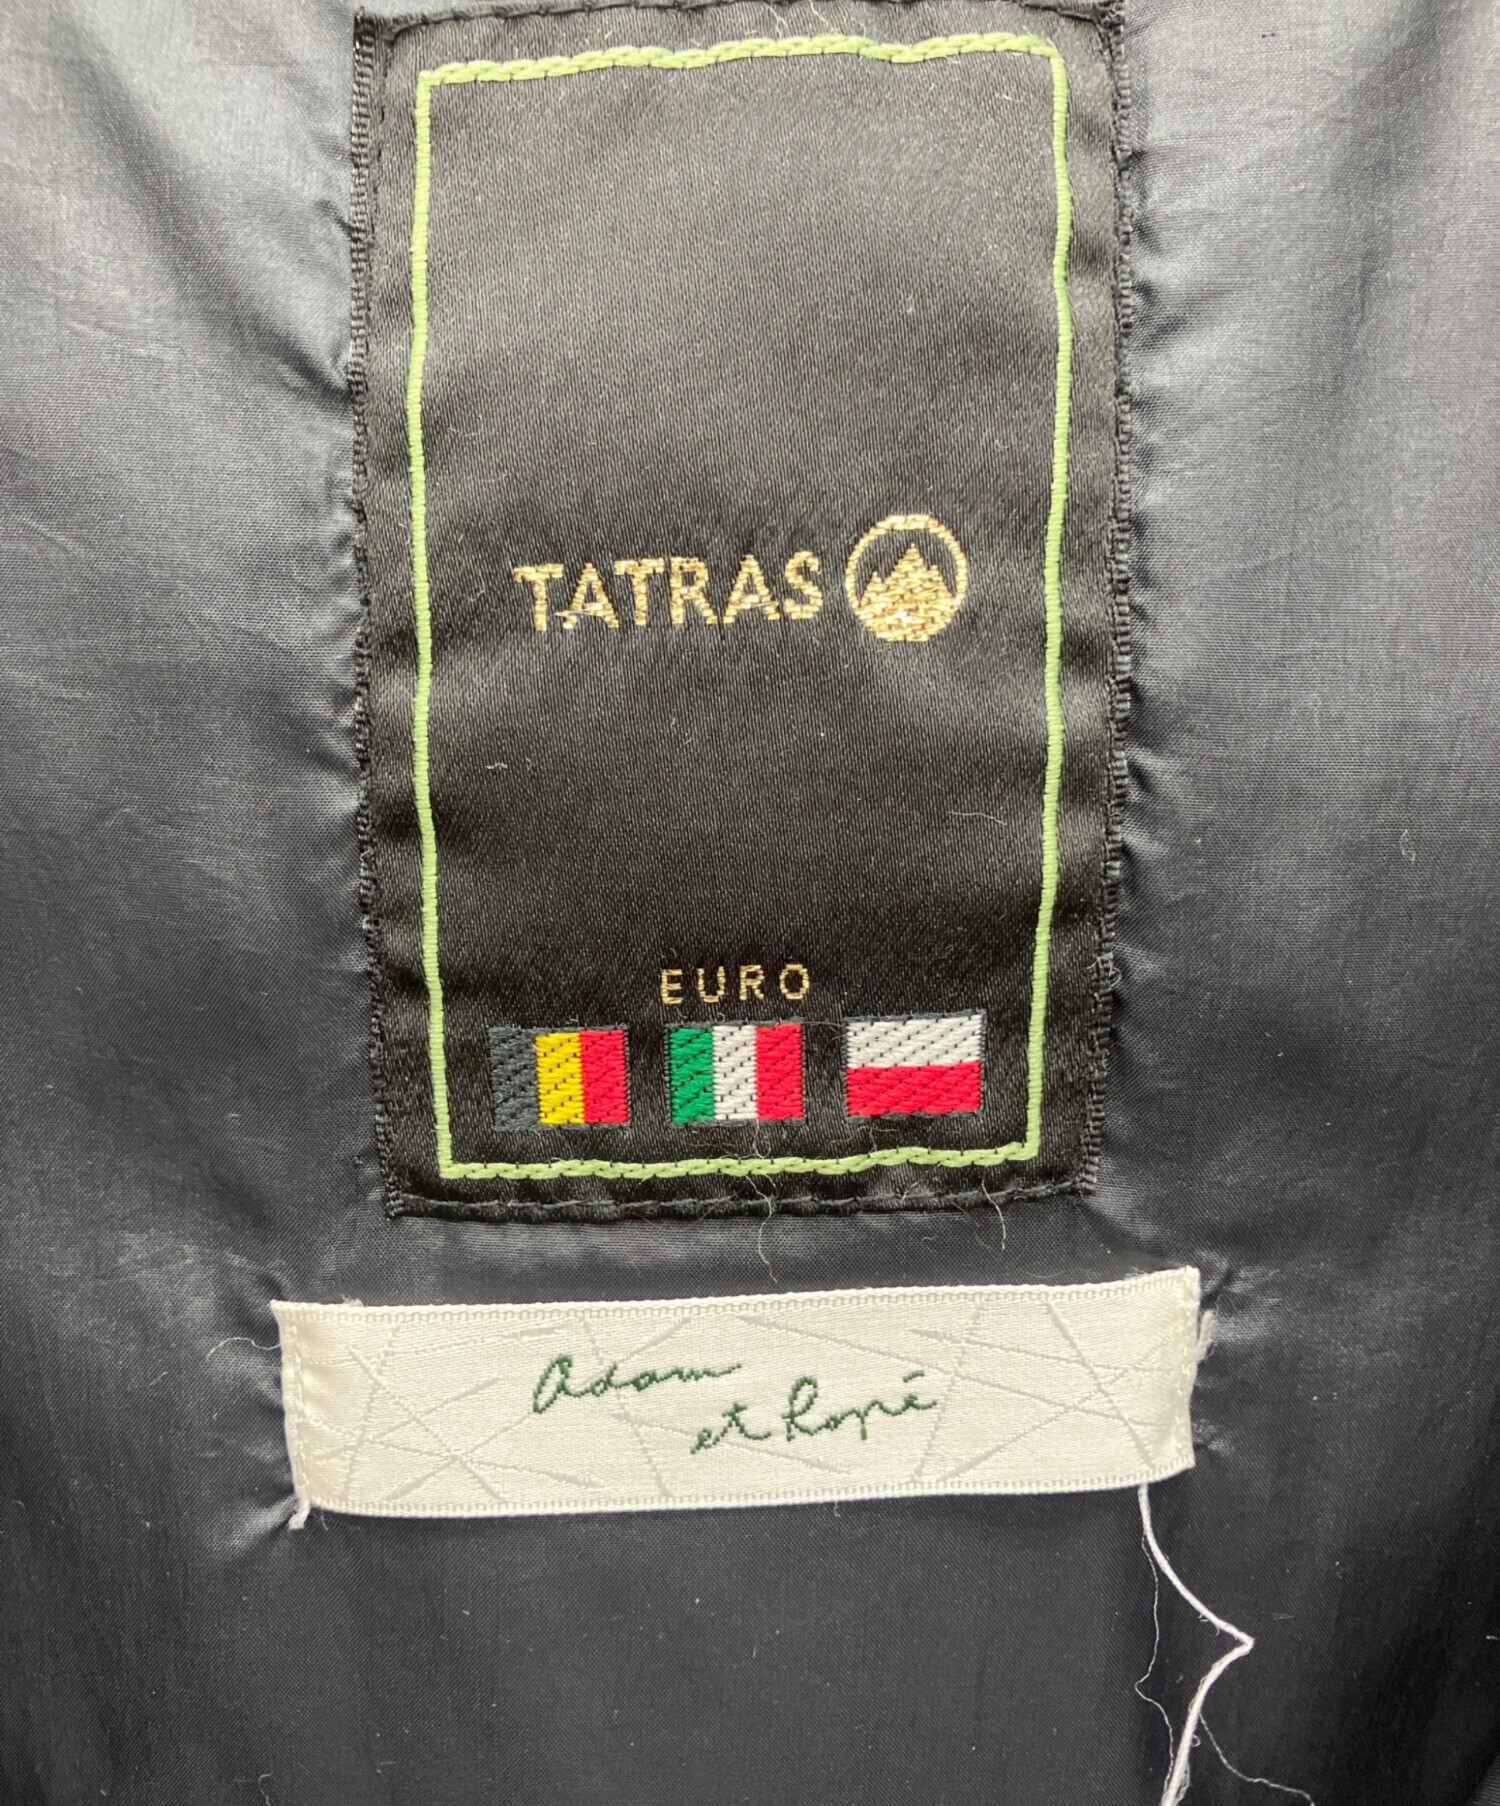 TATRAS
EURO
Adam
et Ropé